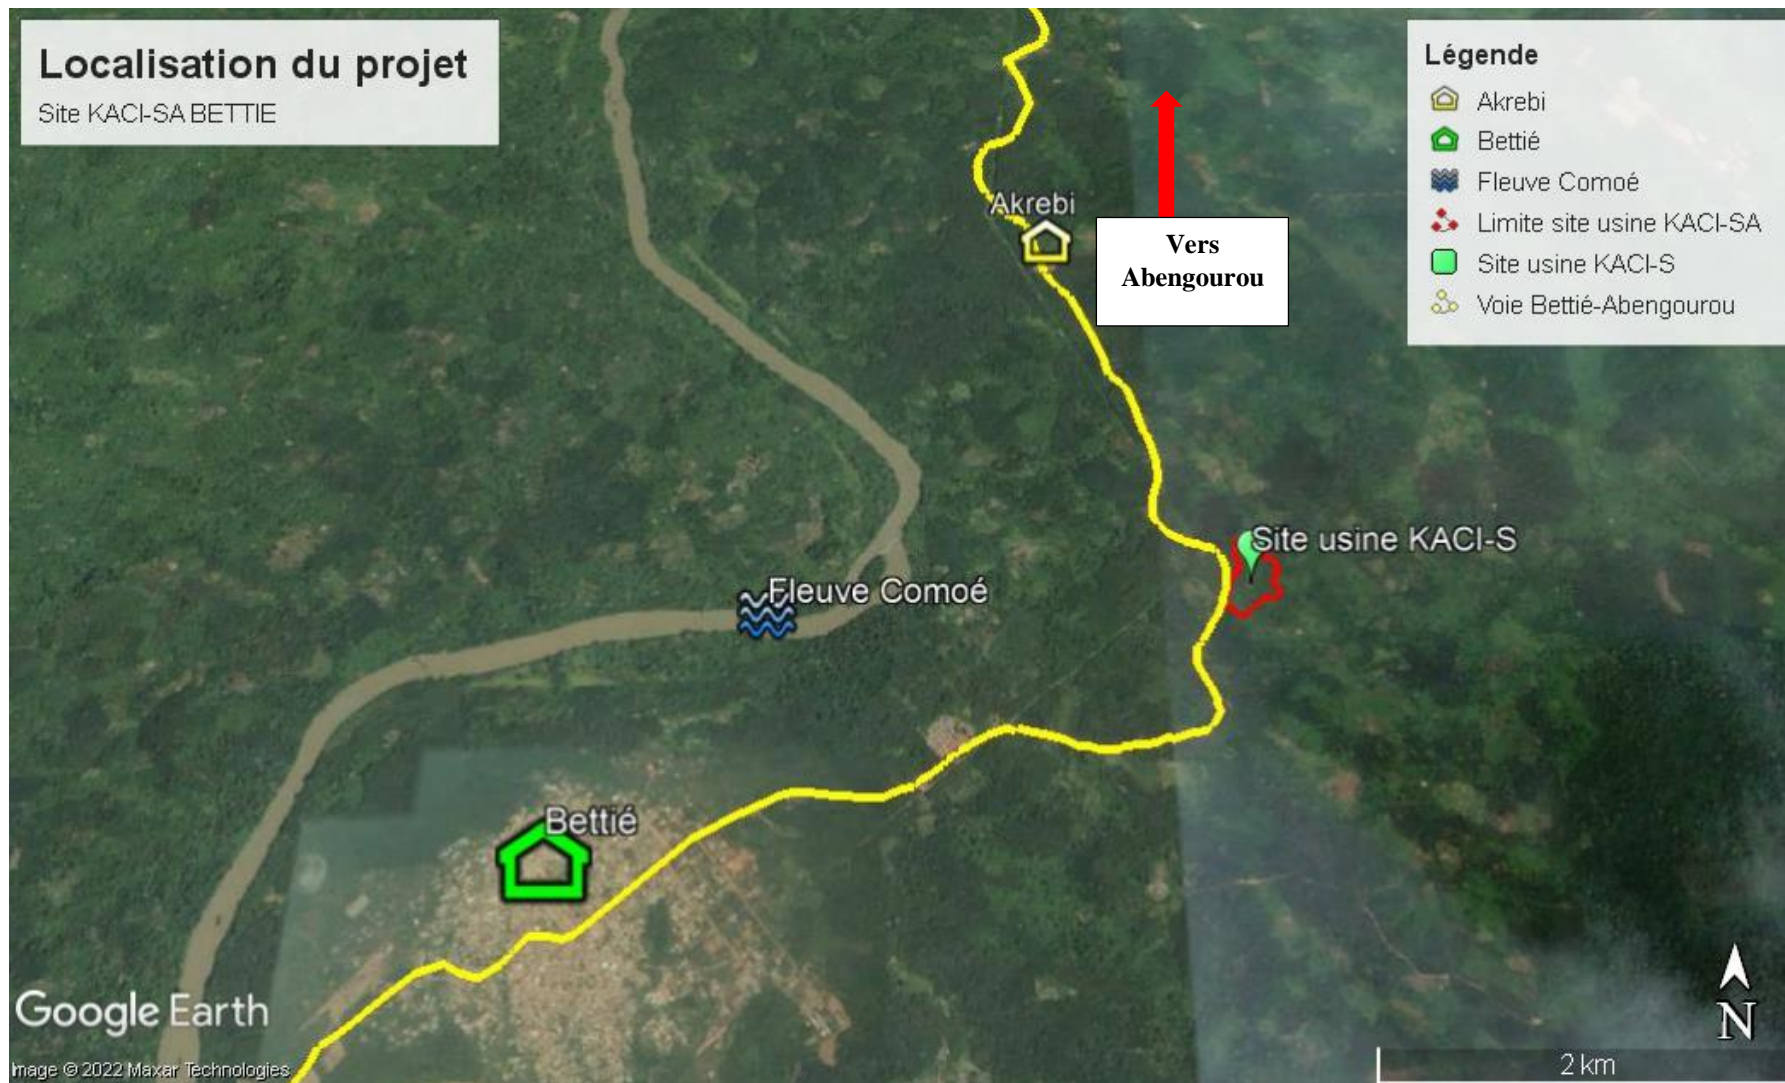 Localisation du projet
Site KACI-SA BETTIE
Légende
Akrebi
Bettié
Fleuve Comoé
Limite site usine KACI-SA
Site usine KACI-S
Voie Bettié-Abengourou
Akrebi
Vers
Abengourou
Site usine KACI-S
Fleuve Comoé
Bettié
Google Earth
Image © 2022 Maxar Technologies
N
2 km